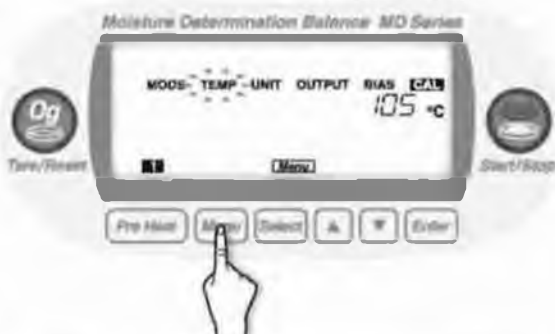 Moisture Determination Balance MD Series
MODE TEMP UNIT OUTPUT BIAS CAL
105 °C
Menu
0g
Tare/Reset
Start/Stop
Pre Heat Menu Select ▲ ▼ Enter